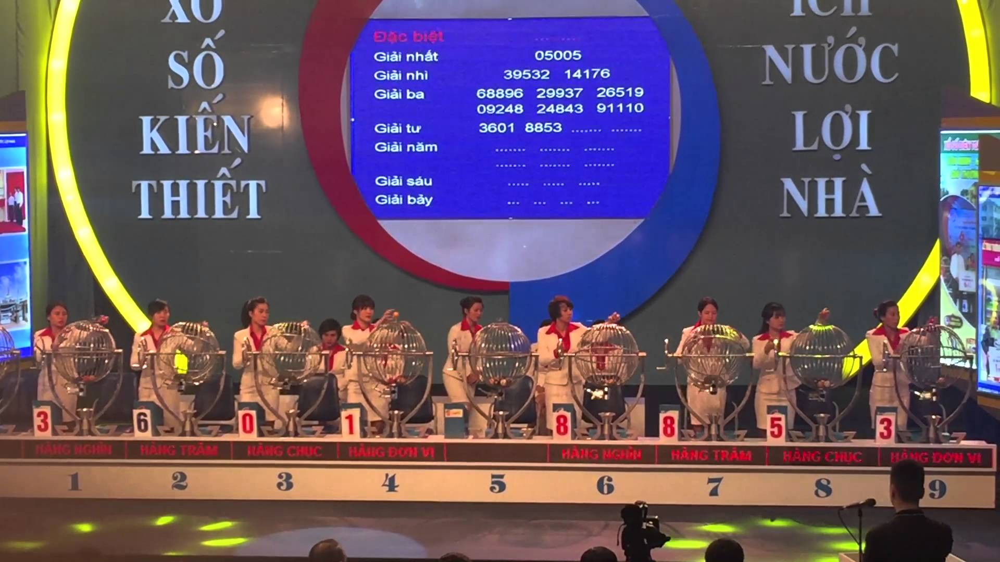 XỔ
SỐ
KIẾN
THIẾT
Đặc biệt ..........
Giải nhất 05005
Giải nhì 39532 14176
Giải ba 68896 29937 26519
09248 24843 91110
Giải tư 3601 8853 ........ ........
Giải năm ........ ........ ........
........ ........ ........
Giải sáu ..... ..... .....
Giải bảy ... ... ... ...
ÍCH
NƯỚC
LỢI
NHÀ
3 6 0 1 8 8 5 3
HÀNG NGHÌN HÀNG TRĂM HÀNG CHỤC HÀNG ĐƠN VỊ HÀNG NGHÌN HÀNG TRĂM HÀNG CHỤC HÀNG ĐƠN VỊ
1 2 3 4 5 6 7 8 9